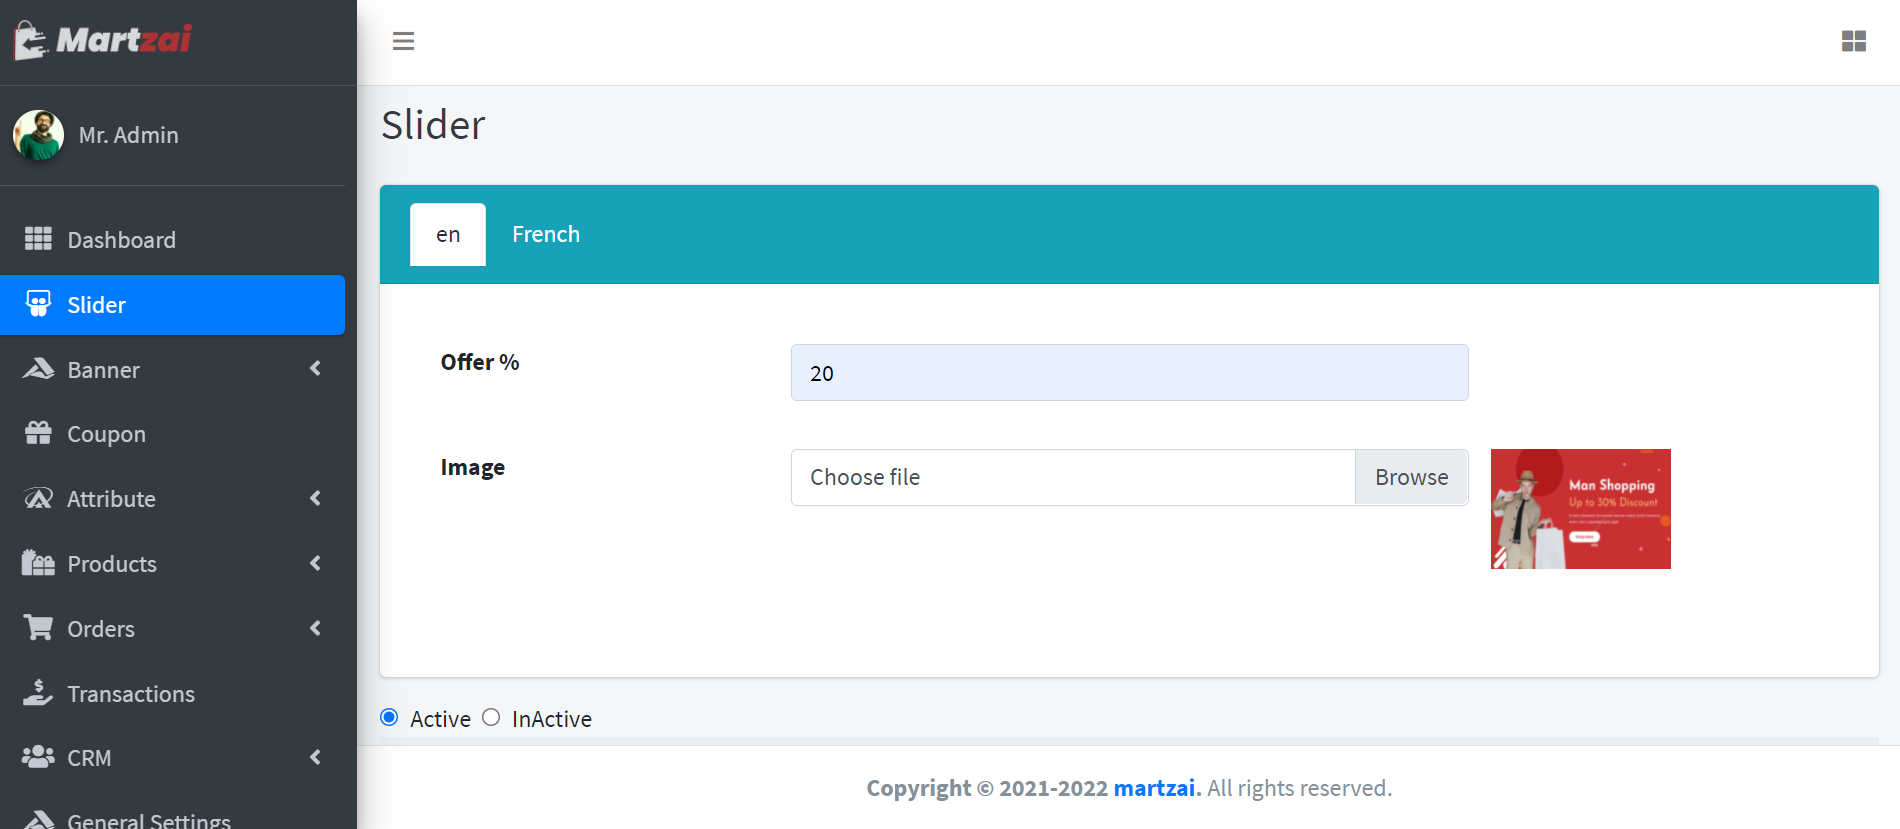 Martzai
Mr. Admin
Dashboard
Slider
Banner
Coupon
Attribute
Products
Orders
Transactions
CRM
General Settings
Slider
en French
Offer % 20
Image Choose file Browse
Man Shopping
Up to 30% Discount
Active InActive
Copyright © 2021-2022 martzai. All rights reserved.